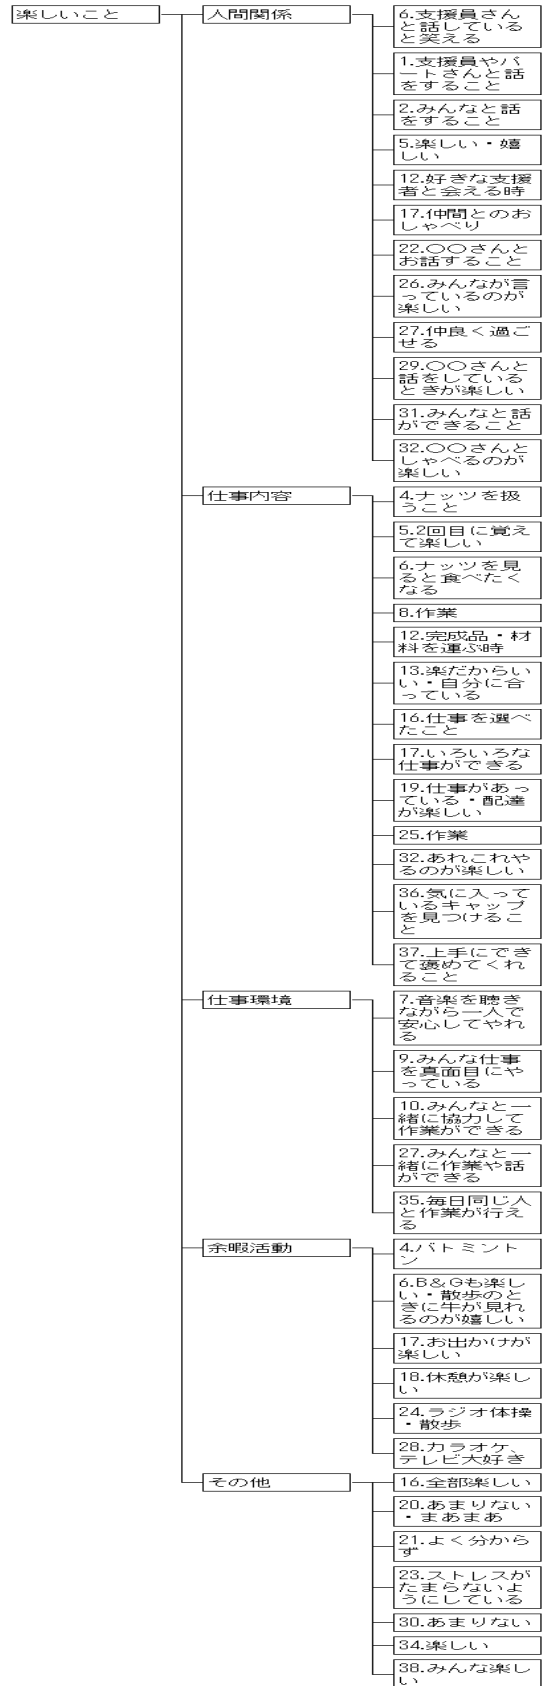 楽しいこと
人間関係
6.支援員さん
と話している
と笑える
1.支援員やパ
ートさんと話
をすること
2.みんなと話
をすること
5.楽しい・嬉
しい
12.好きな支援
者と会える時
17.仲間とのお
しゃべり
22.〇〇さんと
お話すること
26.みんなが言
っているのが
楽しい
27.仲良く過ご
せる
29.〇〇さんと
話をしている
ときが楽しい
31.みんなと話
ができること
32.〇〇さんと
しゃべるのが
楽しい
仕事内容
4.ナッツを扱
うこと
5.2回目に覚え
て楽しい
6.ナッツを見
ると食べたく
なる
8.作業
12.完成品・材
料を運ぶ時
13.楽だからい
い・自分に合
っている
16.仕事を選べ
たこと
17.いろいろな
仕事ができる
19.仕事があっ
ている・配達
が楽しい
25.作業
32.あれこれや
るのが楽しい
36.気に入って
いるキャップ
を見つけるこ
と
37.上手にでき
て褒めてくれ
ること
仕事環境
7.音楽を聴き
ながら一人で
安心してやれ
る
9.みんな仕事
を真面目にや
っている
10.みんなと一
緒に協力して
作業ができる
27.みんなと一
緒に作業や話
ができる
35.毎日同じ人
と作業が行え
る
余暇活動
4.バトミント
ン
6.B&Gも楽し
い・散歩のと
きに牛が見れ
るのが嬉しい
17.お出かけが
楽しい
18.休憩が楽し
い
24.ラジオ体操
・散歩
28.カラオケ、
テレビ大好き
その他
16.全部楽しい
20.あまりない
・まあまあ
21.よく分から
ず
23.ストレスが
たまらないよ
うにしている
30.あまりない
34.楽しい
38.みんな楽し
い